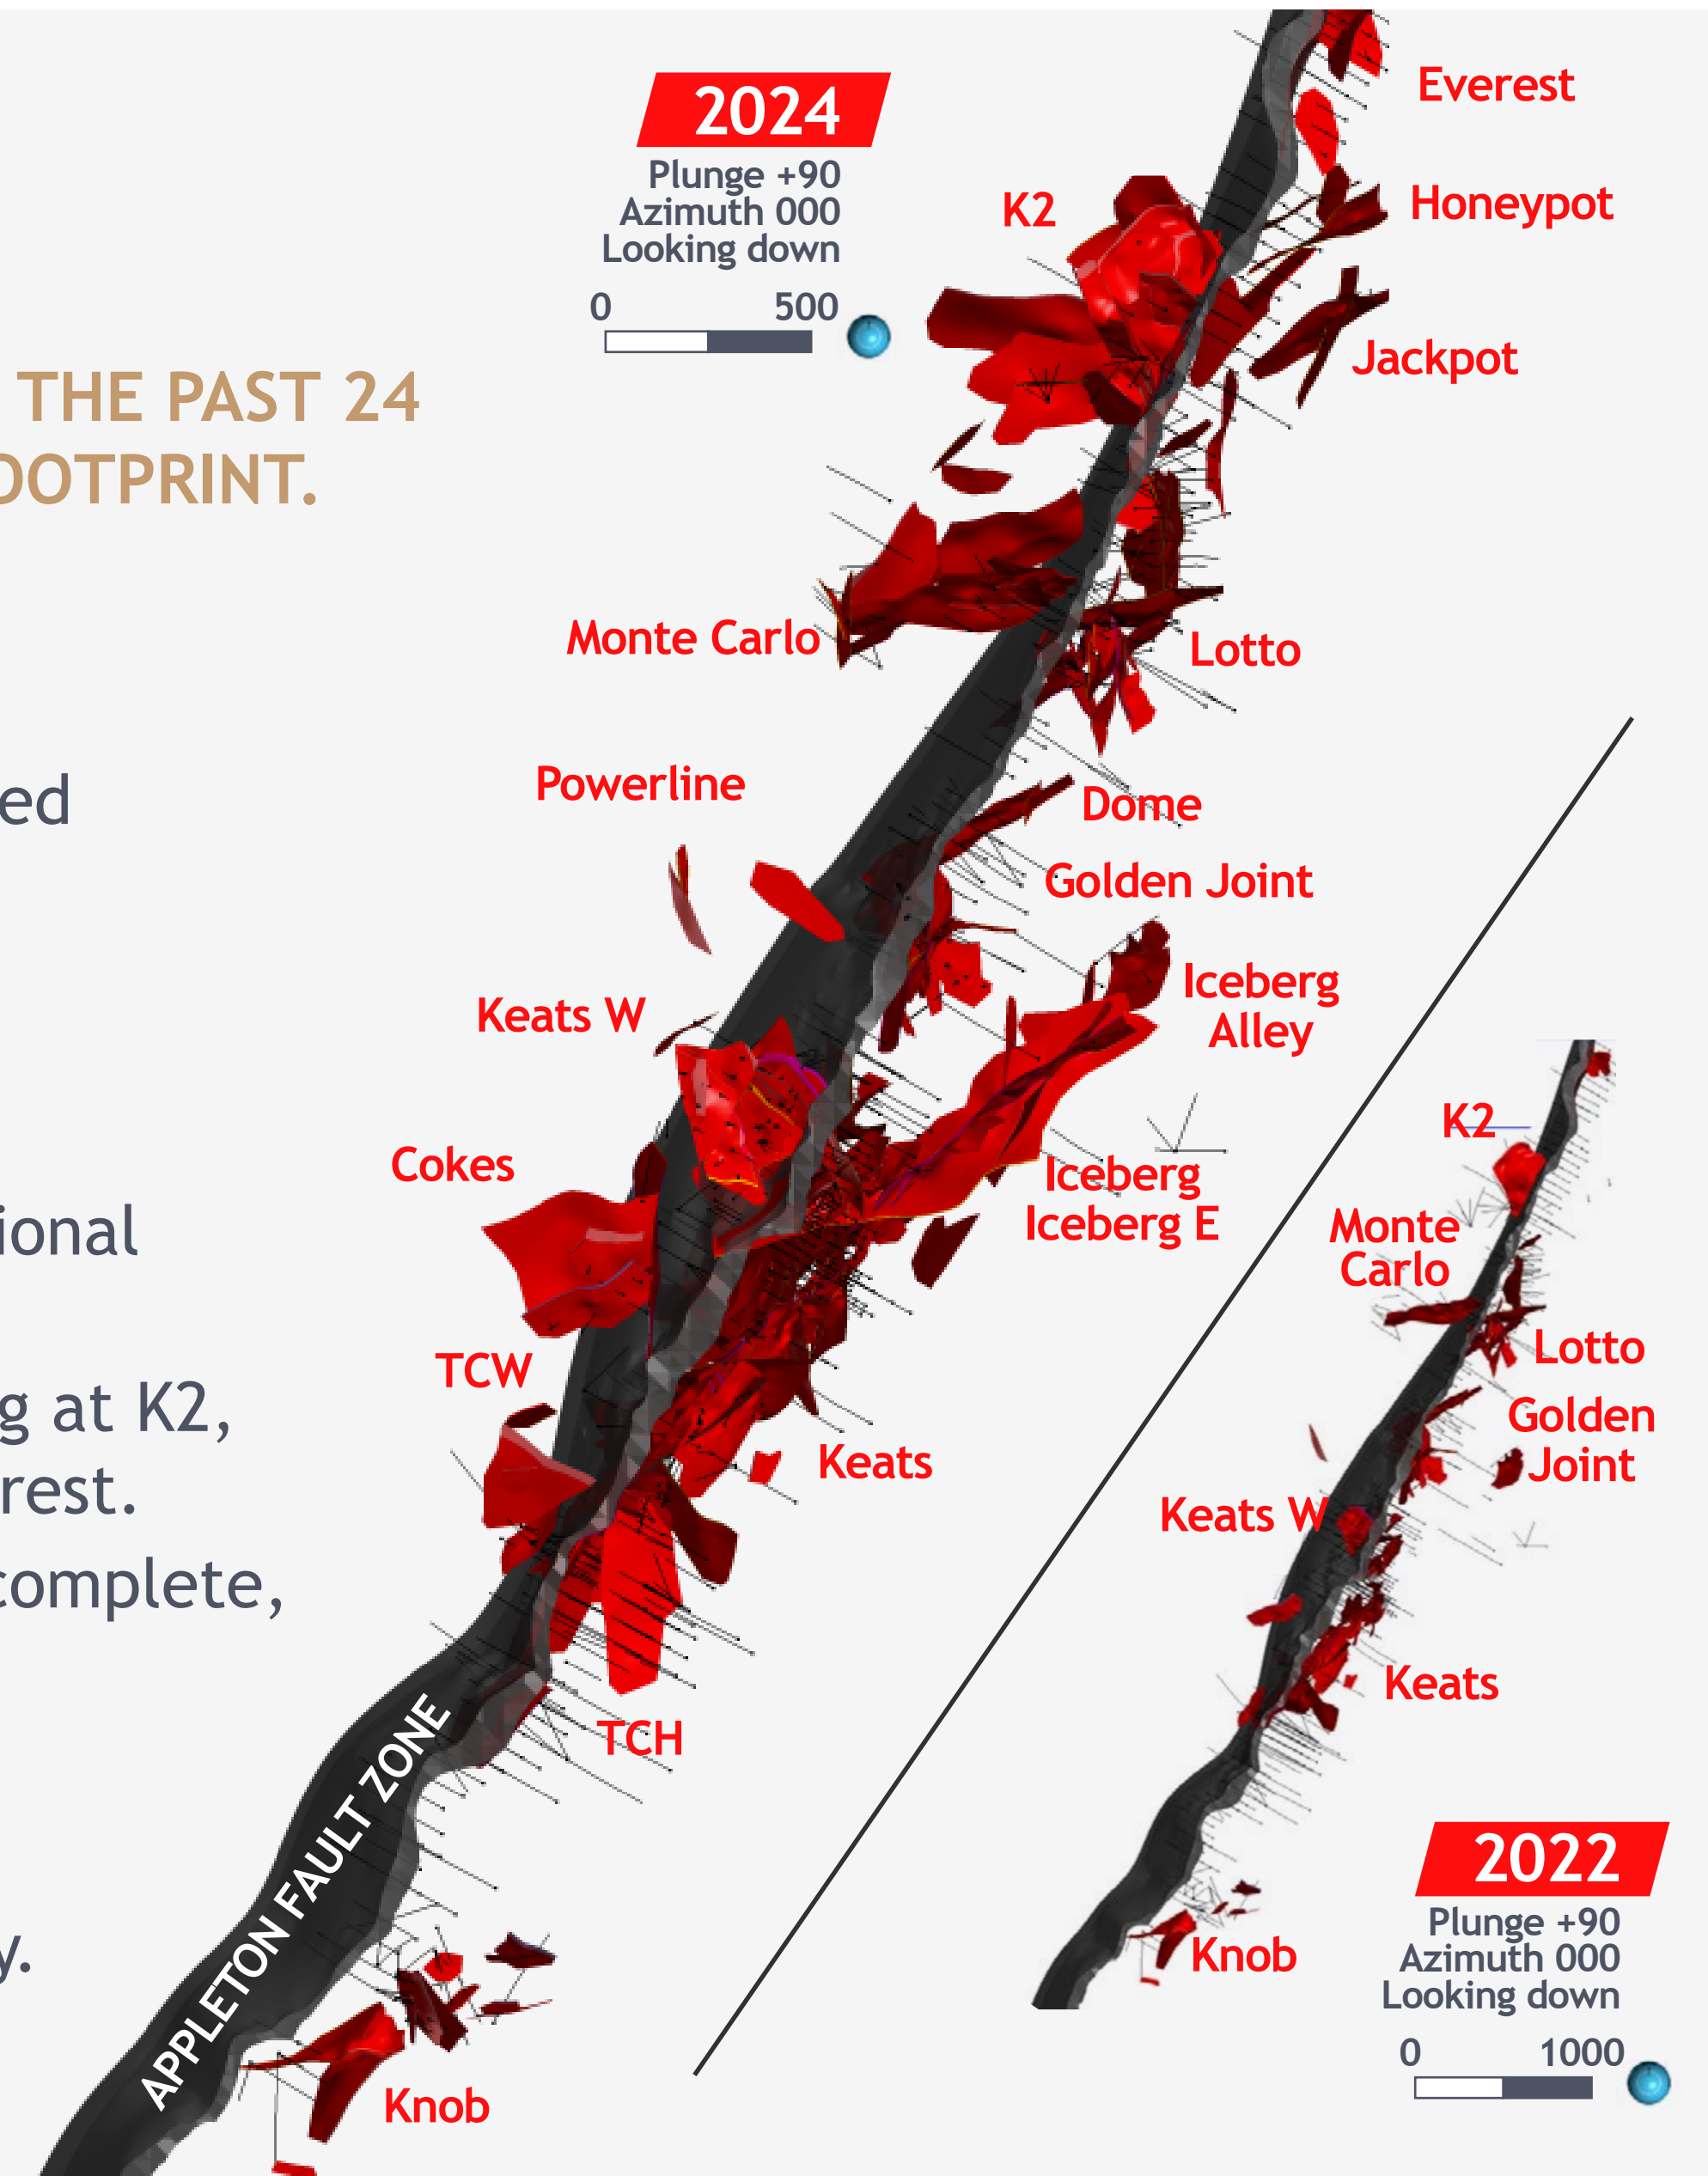 THE PAST 24
OOTPRINT.
ed
ional
g at K2,
rest.
complete,
y.
2024
Plunge +90
Azimuth 000
Looking down
0 500
Everest
K2
Honeypot
Jackpot
Monte Carlo
Lotto
Powerline
Dome
Golden Joint
Iceberg
Alley
Keats W
Cokes
Iceberg
Iceberg E
TCW
Keats
TCH
APPLETON FAULT ZONE
Knob
K2
Monte
Carlo
Lotto
Golden
Joint
Keats W
Keats
Knob
2022
Plunge +90
Azimuth 000
Looking down
0 1000